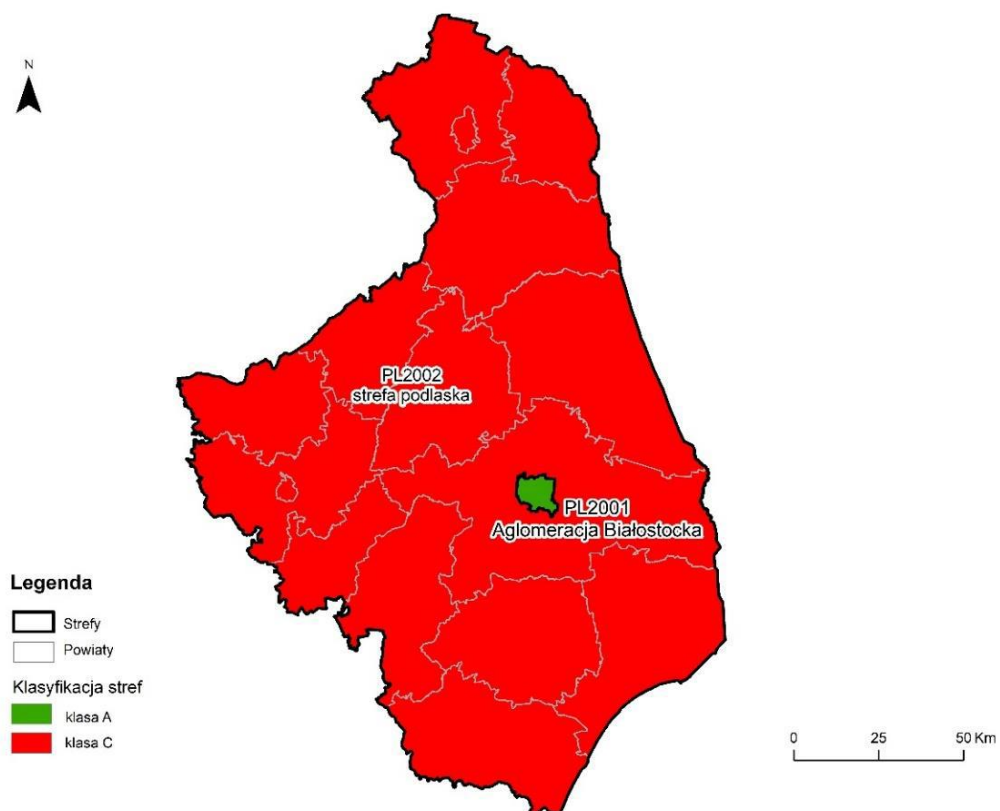 N
PL2002
strefa podlaska
PL2001
Aglomeracja Białostocka
Legenda
Strefy
Powiaty
Klasyfikacja stref
klasa A
klasa C
0 25 50 Km